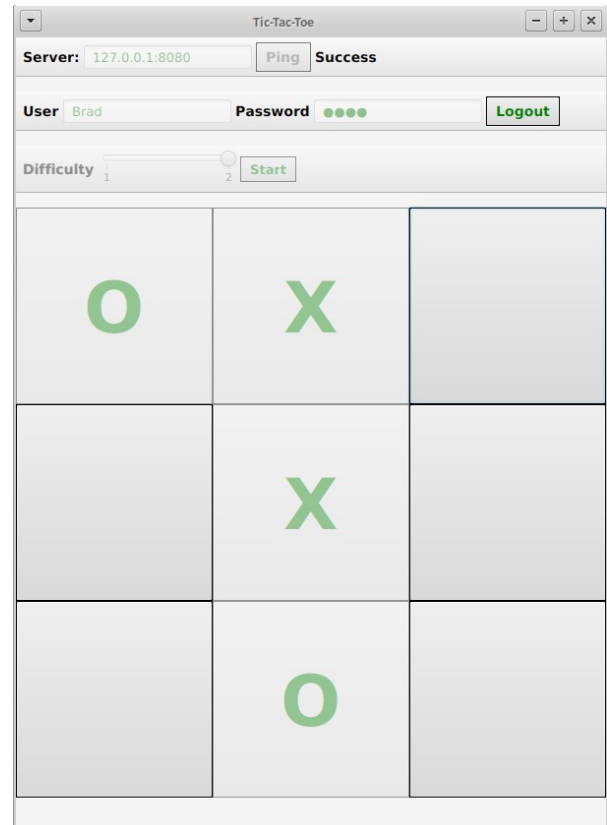 Tic-Tac-Toe
Server: 127.0.0.1:8080 Ping Success
User Brad Password ●●●● Logout
Difficulty 1 2 Start
O X
X
O